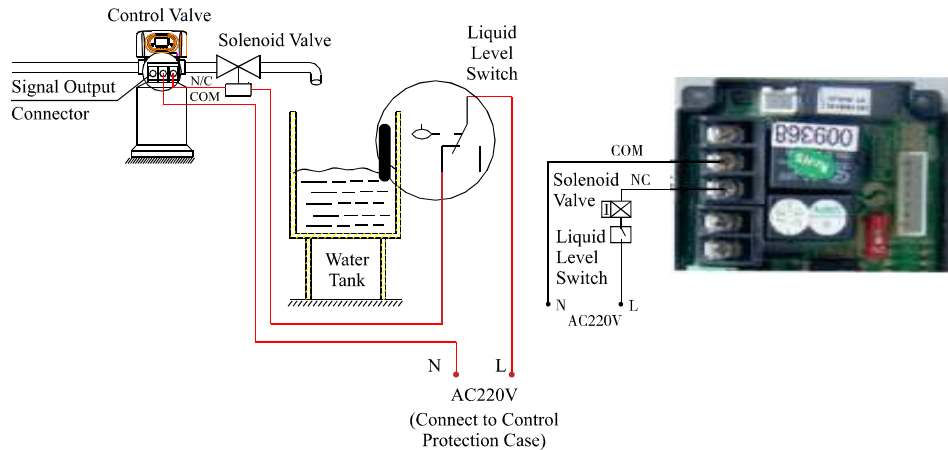 Control Valve
Solenoid Valve
Liquid
Level
Switch
Signal Output
Connector
N/C
COM
Water
Tank
N
L
AC220V
(Connect to Control
Protection Case)
COM
NC
Solenoid
Valve
I
Liquid
Level
Switch
N
L
AC220V
009368
RoHS